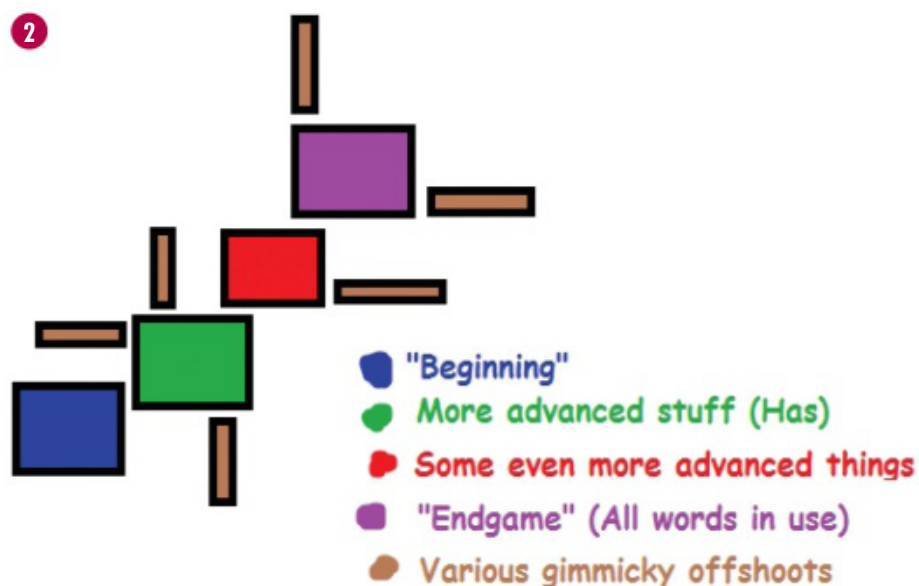 2
"Beginning"
More advanced stuff (Has)
Some even more advanced things
"Endgame" (All words in use)
Various gimmicky offshoots